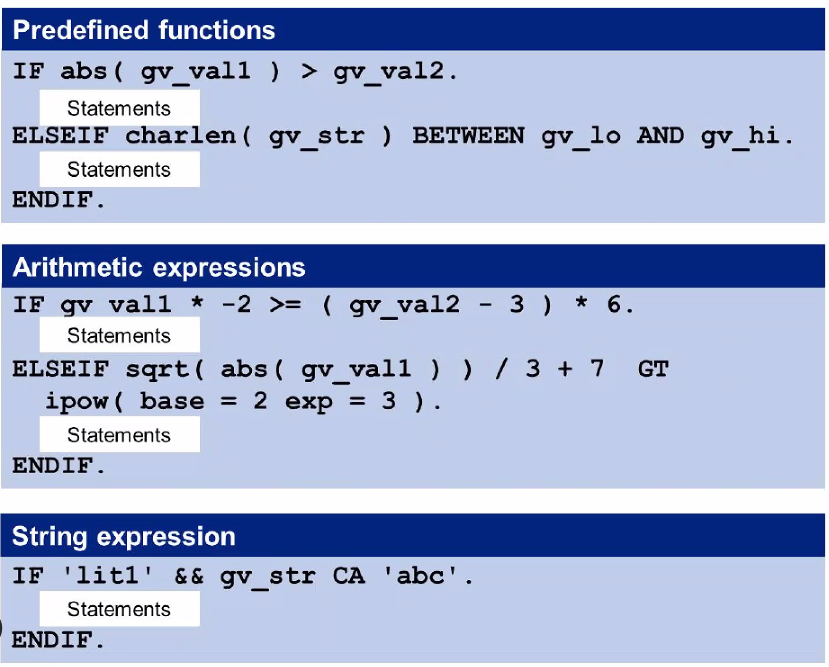 Predefined functions
IF abs( gv_val1 ) > gv_val2.
Statements
ELSEIF charlen( gv_str ) BETWEEN gv_lo AND gv_hi.
Statements
ENDIF.
Arithmetic expressions
IF gv val1 * -2 >= ( gv_val2 - 3 ) * 6.
Statements
ELSEIF sqrt( abs( gv_val1 ) ) / 3 + 7 GT
ipow( base = 2 exp = 3 ).
Statements
ENDIF.
String expression
IF 'lit1' && gv_str CA 'abc'.
Statements
ENDIF.